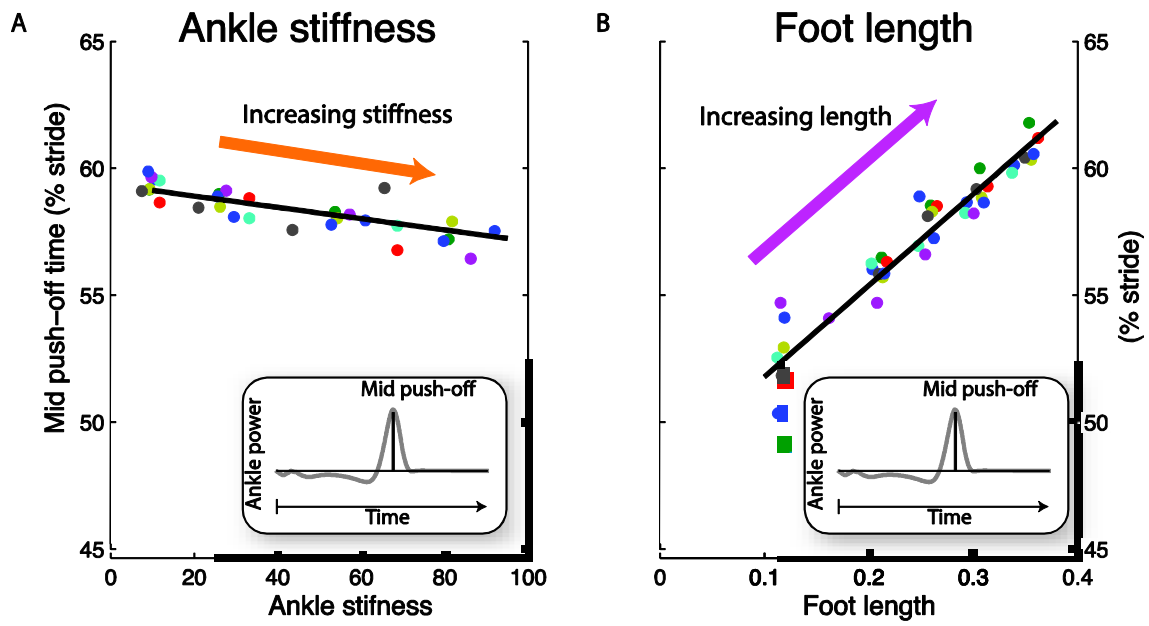 A
Ankle stiffness
65
60
55
50
45
Mid push-off time (% stride)
Increasing stiffness
Mid push-off
Ankle power
Time
0
20
40
60
80
100
Ankle stifness
B
Foot length
65
60
55
50
45
(% stride)
Increasing length
Mid push-off
Ankle power
Time
0
0.1
0.2
0.3
0.4
Foot length